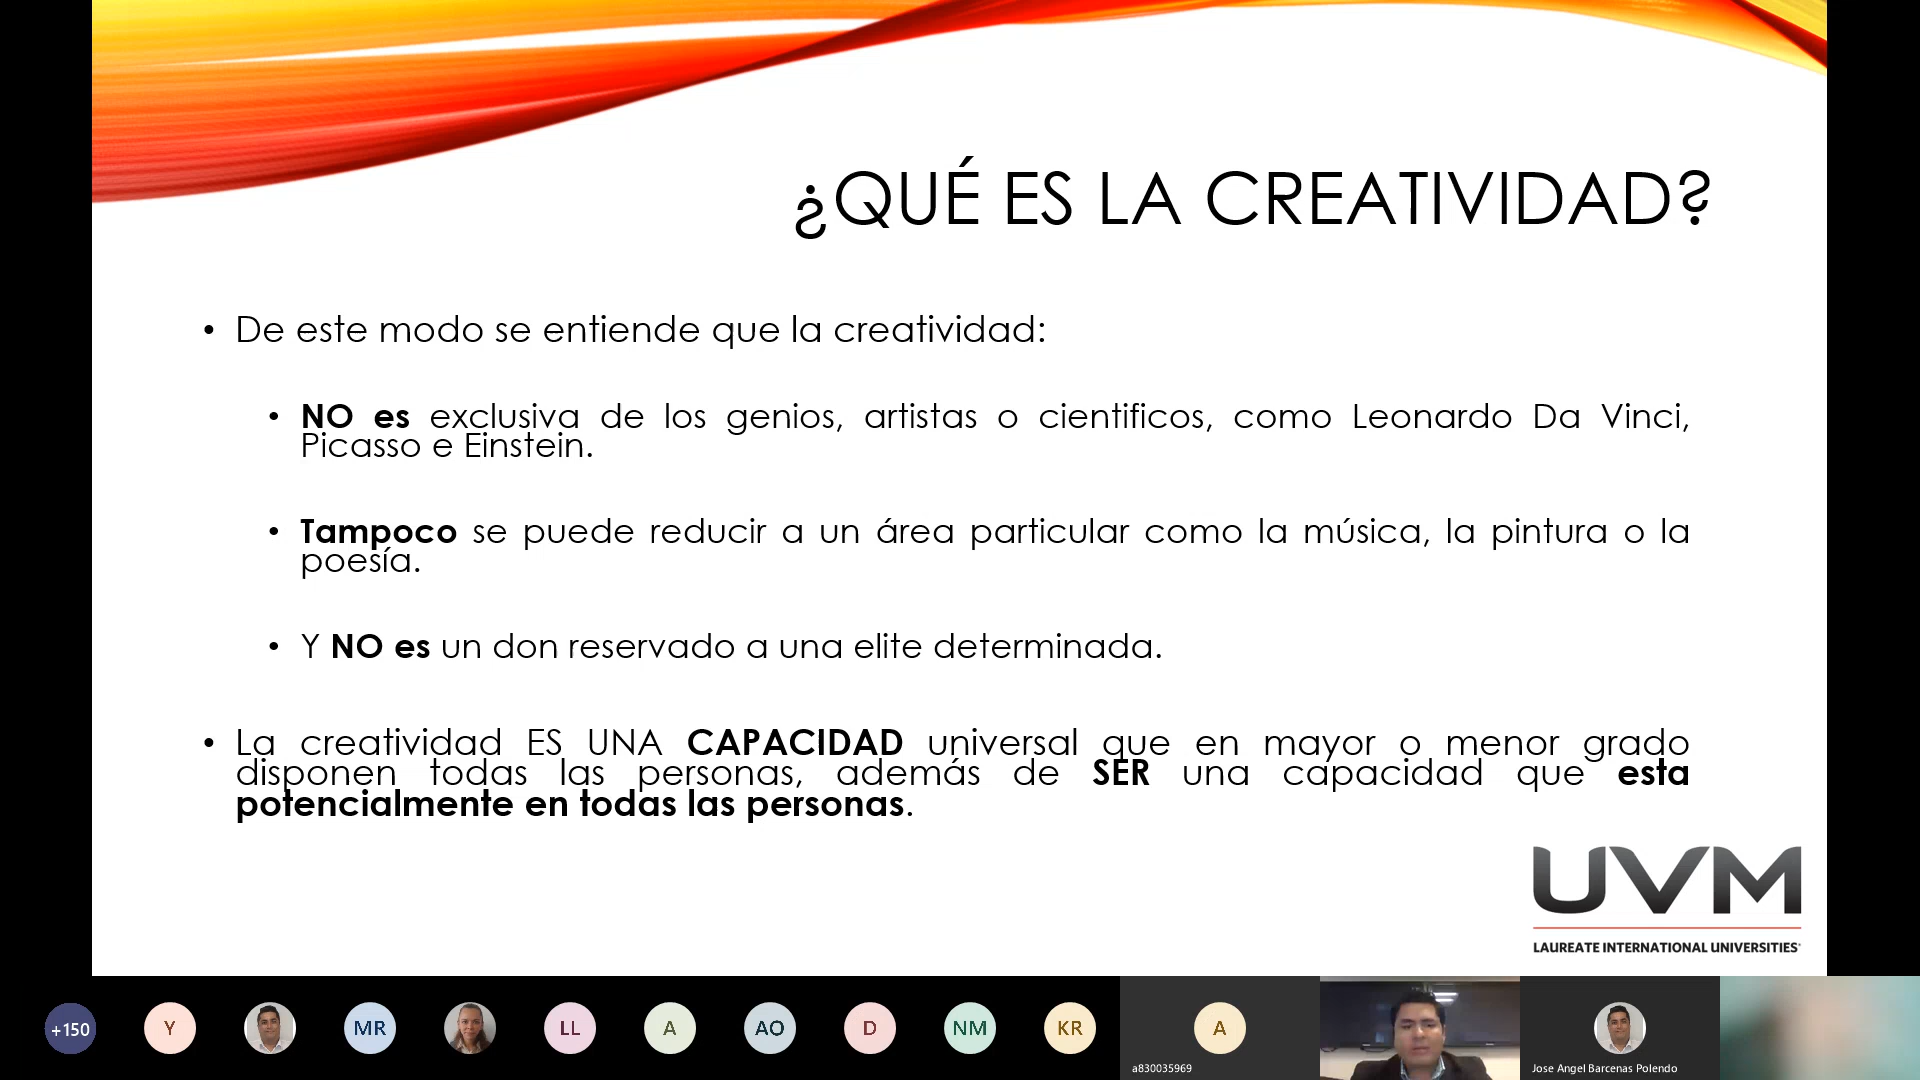 ¿QUÉ ES LA CREATIVIDAD?
• De este modo se entiende que la creatividad:
• NO es exclusiva de los genios, artistas o cientificos, como Leonardo Da Vinci,
Picasso e Einstein.
• Tampoco se puede reducir a un área particular como la música, la pintura o la
poesía.
• Y NO es un don reservado a una elite determinada.
• La creatividad ES UNA CAPACIDAD universal que en mayor o menor grado
disponen todas las personas, además de SER una capacidad que esta
potencialmente en todas las personas.
UVM
LAUREATE INTERNATIONAL UNIVERSITIES
+150 Y MR LL A AO D NM KR A
a830035969
Jose Angel Barcenas Polendo